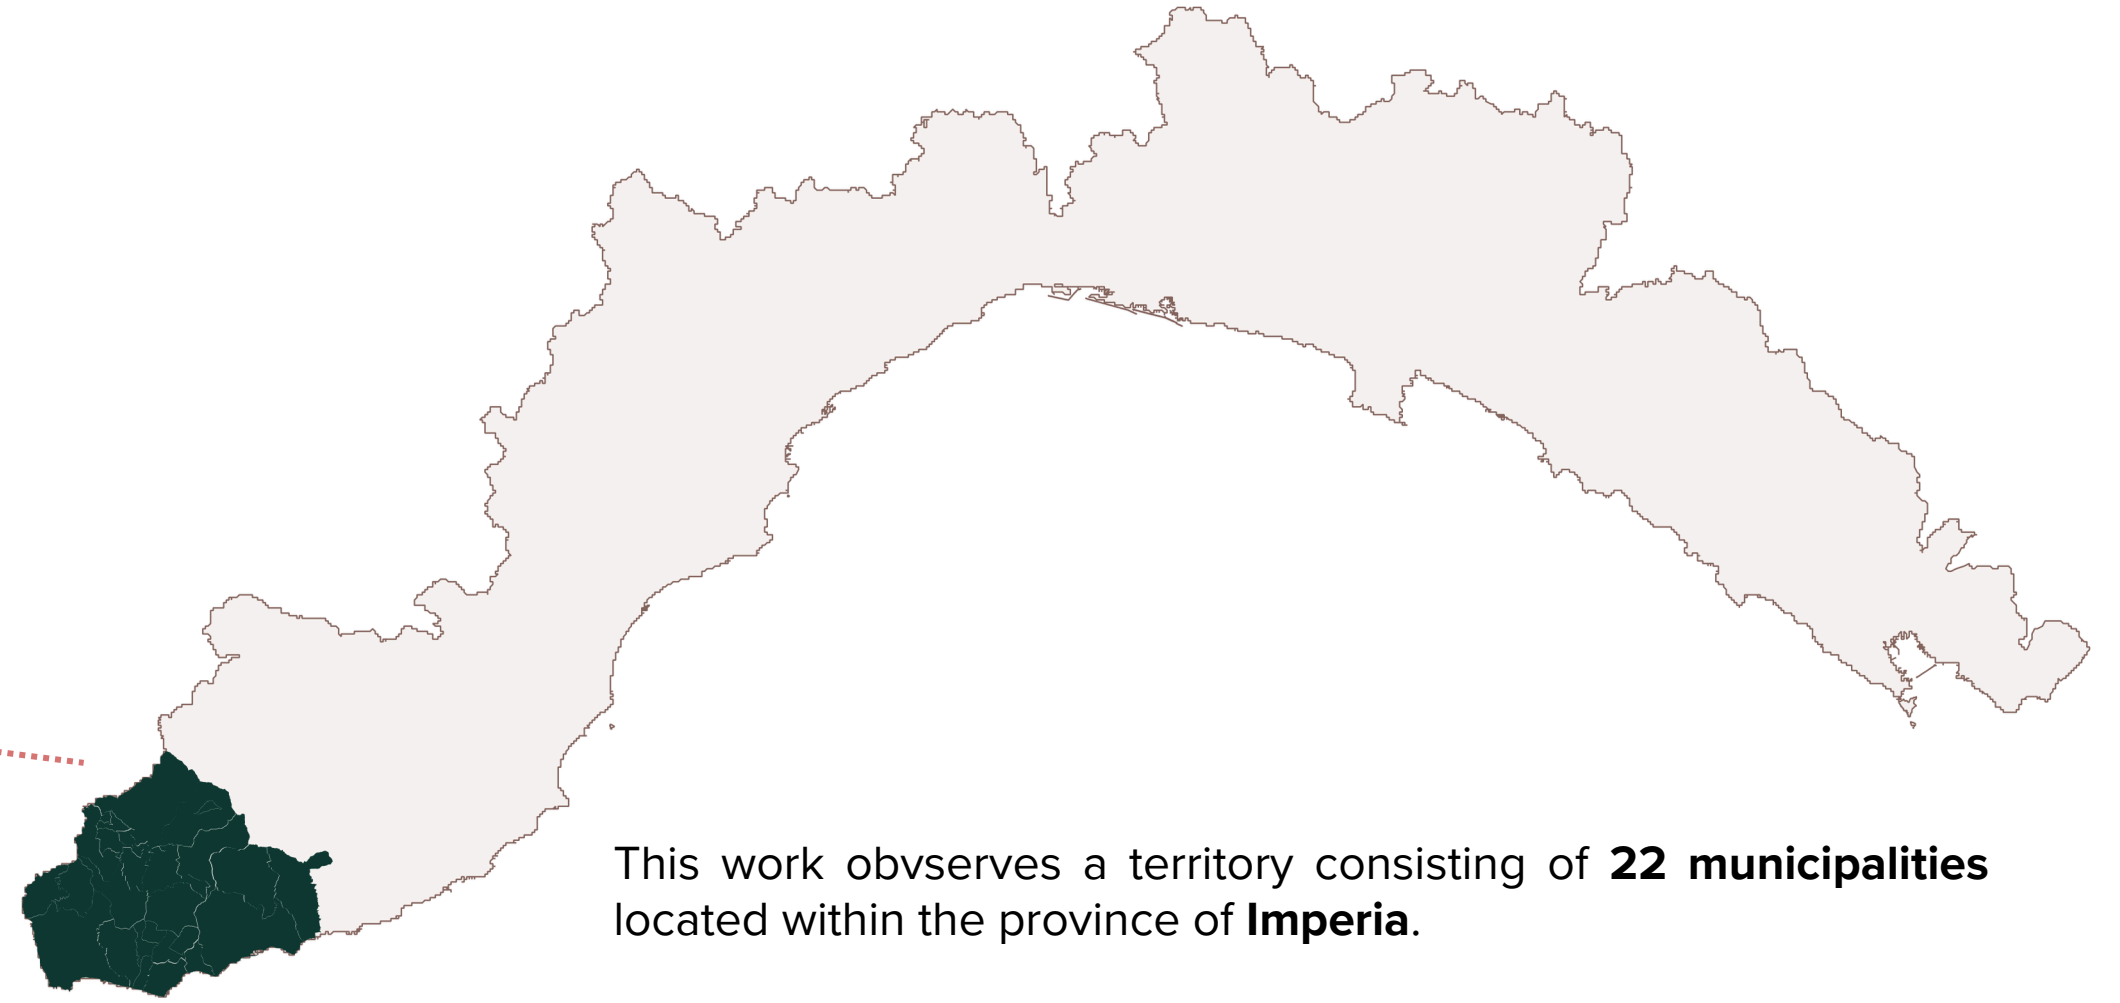 This work obvserves a territory consisting of 22 municipalities
located within the province of Imperia.